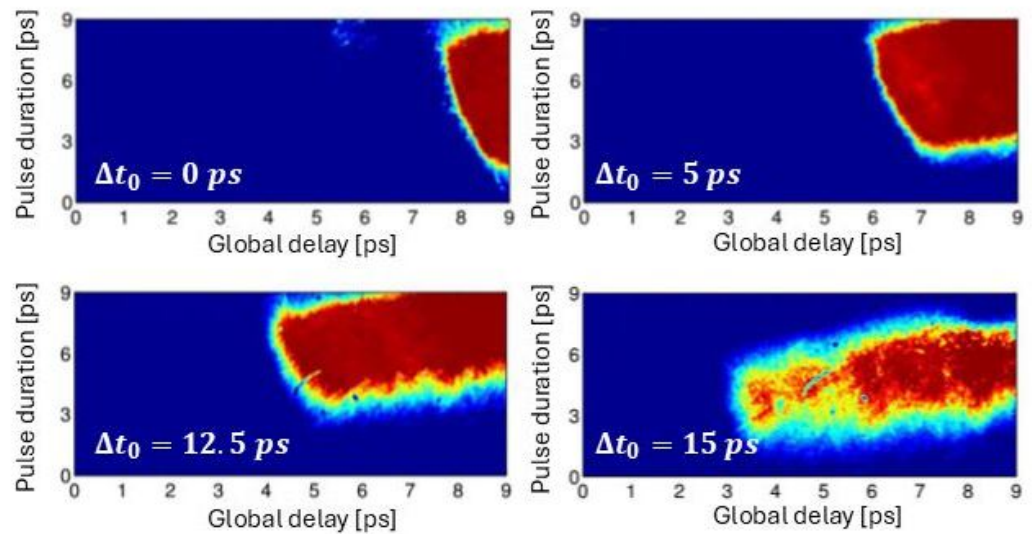 Pulse duration [ps]
9
6
3
0
Δt₀ = 0 ps
0 1 2 3 4 5 6 7 8 9
Global delay [ps]
Pulse duration [ps]
9
6
3
0
Δt₀ = 5 ps
0 1 2 3 4 5 6 7 8 9
Global delay [ps]
Pulse duration [ps]
9
6
3
0
Δt₀ = 12.5 ps
0 1 2 3 4 5 6 7 8 9
Global delay [ps]
Pulse duration [ps]
9
6
3
0
Δt₀ = 15 ps
0 1 2 3 4 5 6 7 8 9
Global delay [ps]